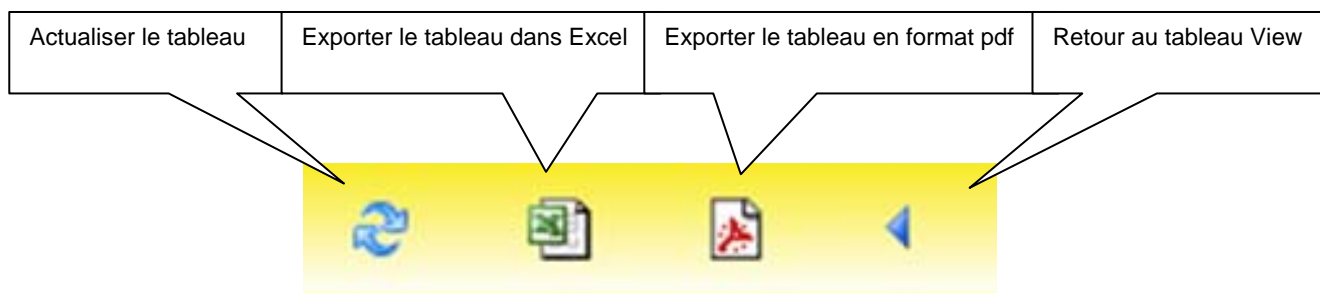 Actualiser le tableau
Exporter le tableau dans Excel
Exporter le tableau en format pdf
Retour au tableau View